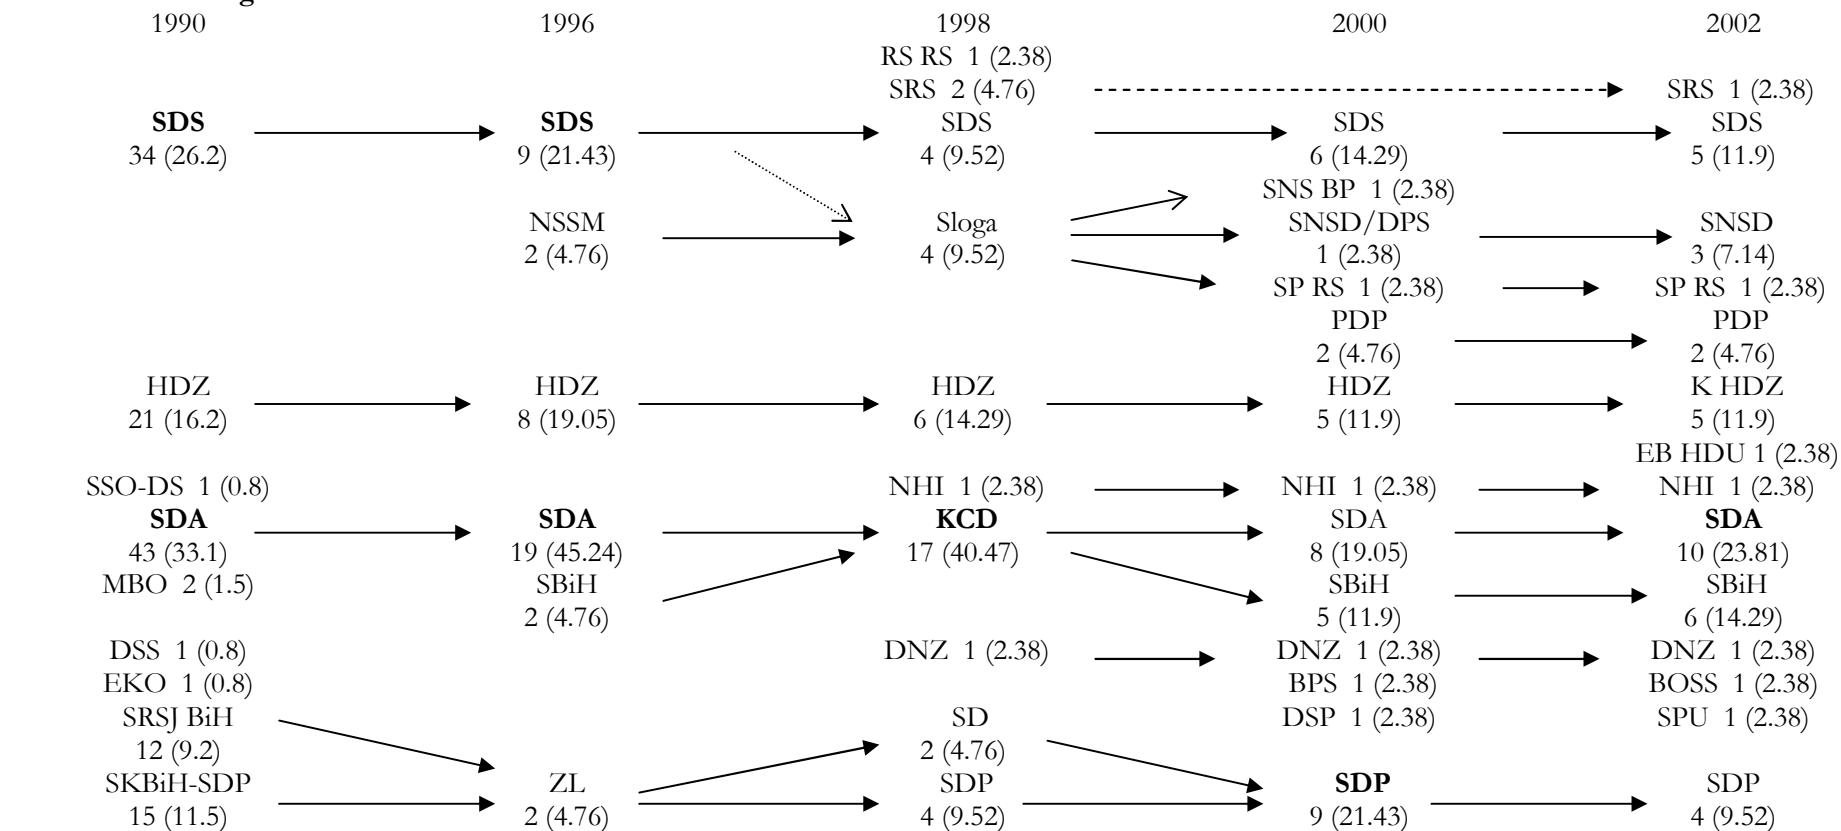 1990 1996 1998 2000 2002
RS RS 1 (2.38)
SRS 2 (4.76) SRS 1 (2.38)
SDS SDS SDS SDS SDS
34 (26.2) 9 (21.43) 4 (9.52) 6 (14.29) 5 (11.9)
SNS BP 1 (2.38)
NSSM Sloga SNSD/DPS SNSD
2 (4.76) 4 (9.52) 1 (2.38) 3 (7.14)
SP RS 1 (2.38) SP RS 1 (2.38)
PDP PDP
2 (4.76) 2 (4.76)
HDZ HDZ HDZ HDZ K HDZ
21 (16.2) 8 (19.05) 6 (14.29) 5 (11.9) 5 (11.9)
EB HDU 1 (2.38)
SSO-DS 1 (0.8) NHI 1 (2.38) NHI 1 (2.38) NHI 1 (2.38)
SDA SDA KCD SDA SDA
43 (33.1) 19 (45.24) 17 (40.47) 8 (19.05) 10 (23.81)
MBO 2 (1.5) SBiH SBiH SBiH
2 (4.76) 5 (11.9) 6 (14.29)
DSS 1 (0.8) DNZ 1 (2.38) DNZ 1 (2.38) DNZ 1 (2.38)
EKO 1 (0.8) BPS 1 (2.38) BOSS 1 (2.38)
SRSJ BiH SD DSP 1 (2.38) SPU 1 (2.38)
12 (9.2) 2 (4.76)
SKBiH-SDP ZL SDP SDP SDP
15 (11.5) 2 (4.76) 4 (9.52) 9 (21.43) 4 (9.52)